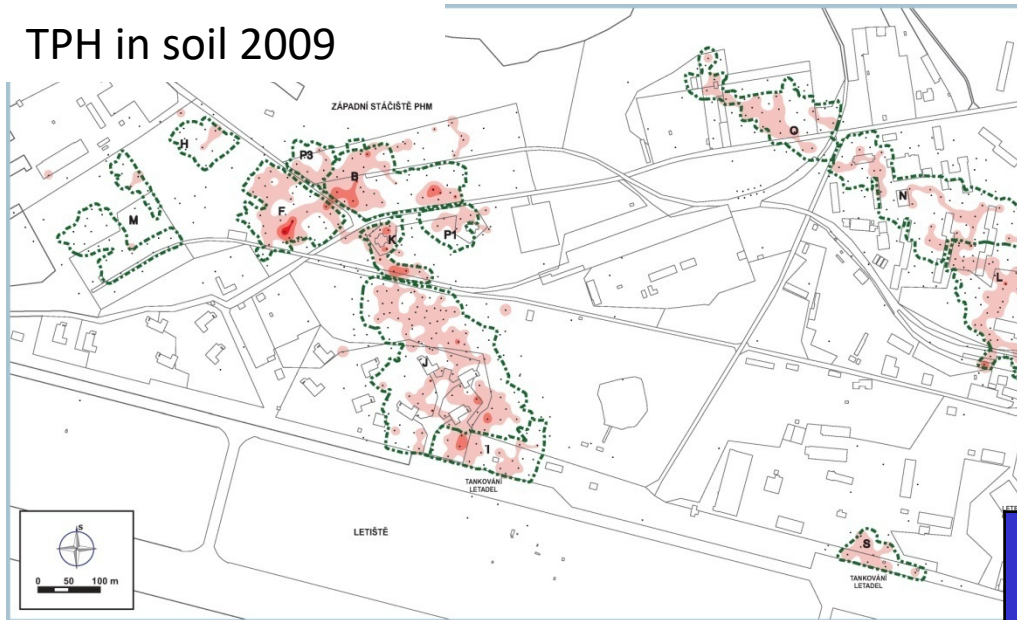 TPH in soil 2009
ZÁPADNÍ STÁČIŠTĚ PHM
H
P3
B
Q
M
F
N
K
P1
L
J
I
TANKOVÁNÍ
LETADEL
LETIŠTĚ
S
TANKOVÁNÍ
LETADEL
S
0 50 100 m